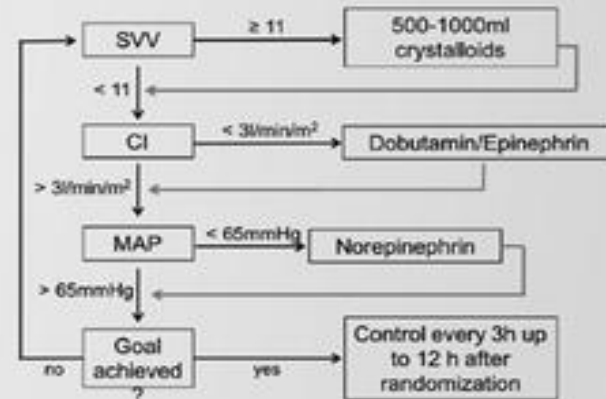 SVV
≥ 11
500-1000ml
crystalloids
< 11
CI
< 3l/min/m²
Dobutamin/Epinephrin
> 3l/min/m²
MAP
< 65mmHg
Norepinephrin
> 65mmHg
Goal
achieved
?
no
yes
Control every 3h up
to 12 h after
randomization